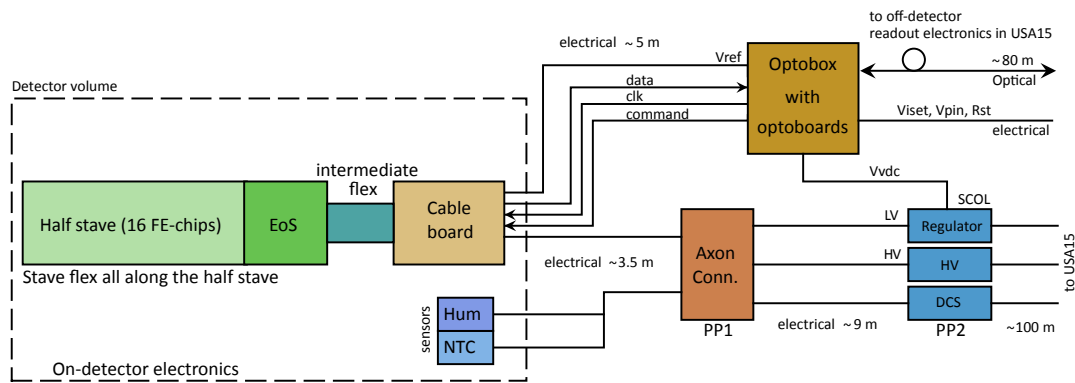 to off-detector
readout electronics in USA15
electrical ~ 5 m
Vref
Optobox
with
optoboards
~80 m
Optical
Detector volume
data
clk
command
Viset, Vpin, Rst
electrical
intermediate
flex
Vvdc
SCOL
Half stave (16 FE-chips)
EoS
Cable
board
LV
Regulator
Stave flex all along the half stave
electrical ~3.5 m
Axon
Conn.
HV
HV
to USA15
sensors
Hum
NTC
DCS
PP1
electrical ~9 m
PP2
~100 m
On-detector electronics